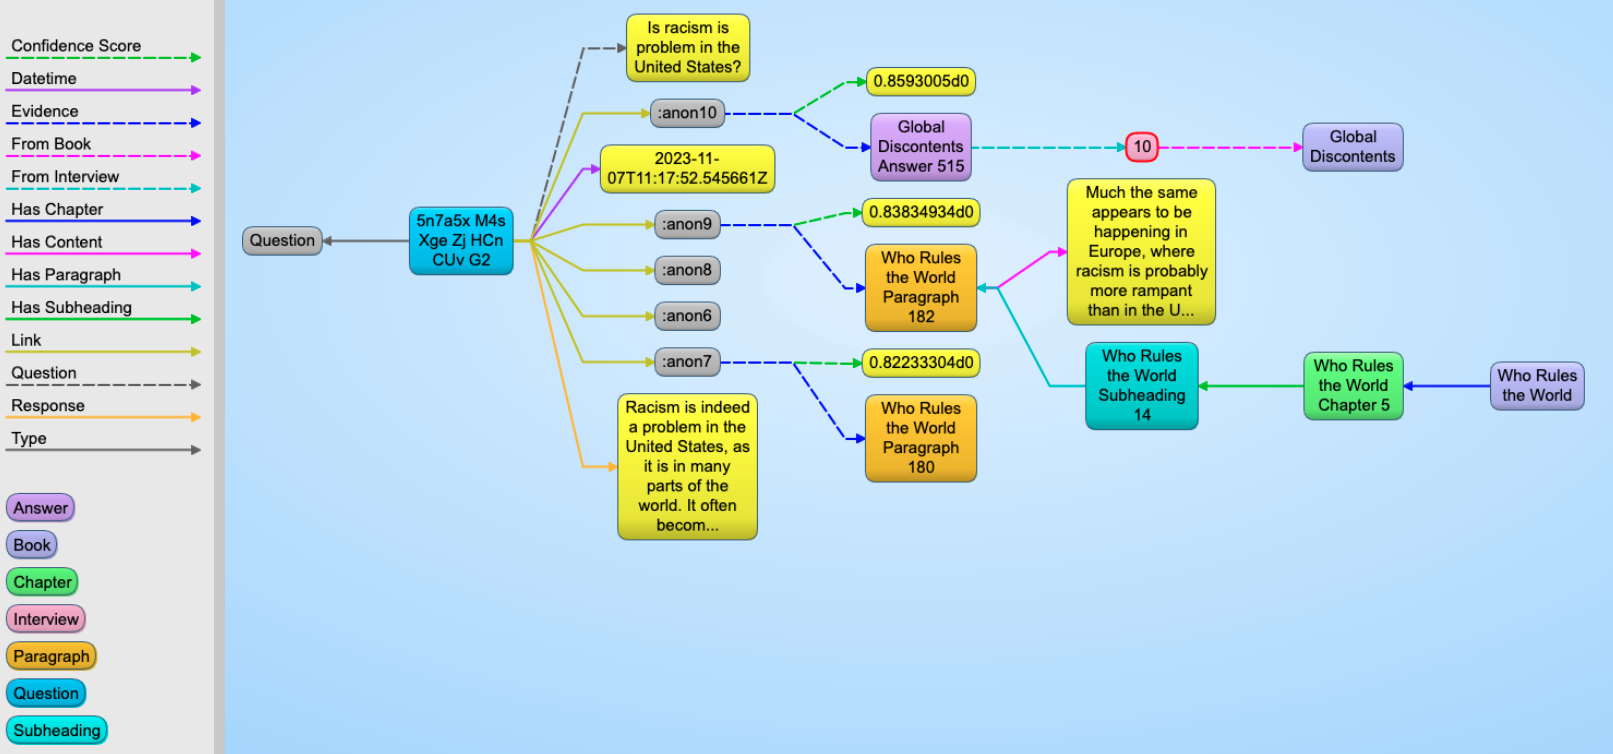 Confidence Score
Datetime
Evidence
From Book
From Interview
Has Chapter
Has Content
Has Paragraph
Has Subheading
Link
Question
Response
Type
Answer
Book
Chapter
Interview
Paragraph
Question
Subheading
Question
5n7a5x M4s
Xge Zj HCn
CUv G2
Is racism is
problem in the
United States?
:anon10
2023-11-
07T11:17:52.545661Z
:anon9
:anon8
:anon6
:anon7
Racism is indeed
a problem in the
United States, as
it is in many
parts of the
world. It often
becom...
0.8593005d0
Global
Discontents
Answer 515
10
Global
Discontents
0.83834934d0
Who Rules
the World
Paragraph
182
Much the same
appears to be
happening in
Europe, where
racism is probably
more rampant
than in the U...
0.82233304d0
Who Rules
the World
Paragraph
180
Who Rules
the World
Subheading
14
Who Rules
the World
Chapter 5
Who Rules
the World